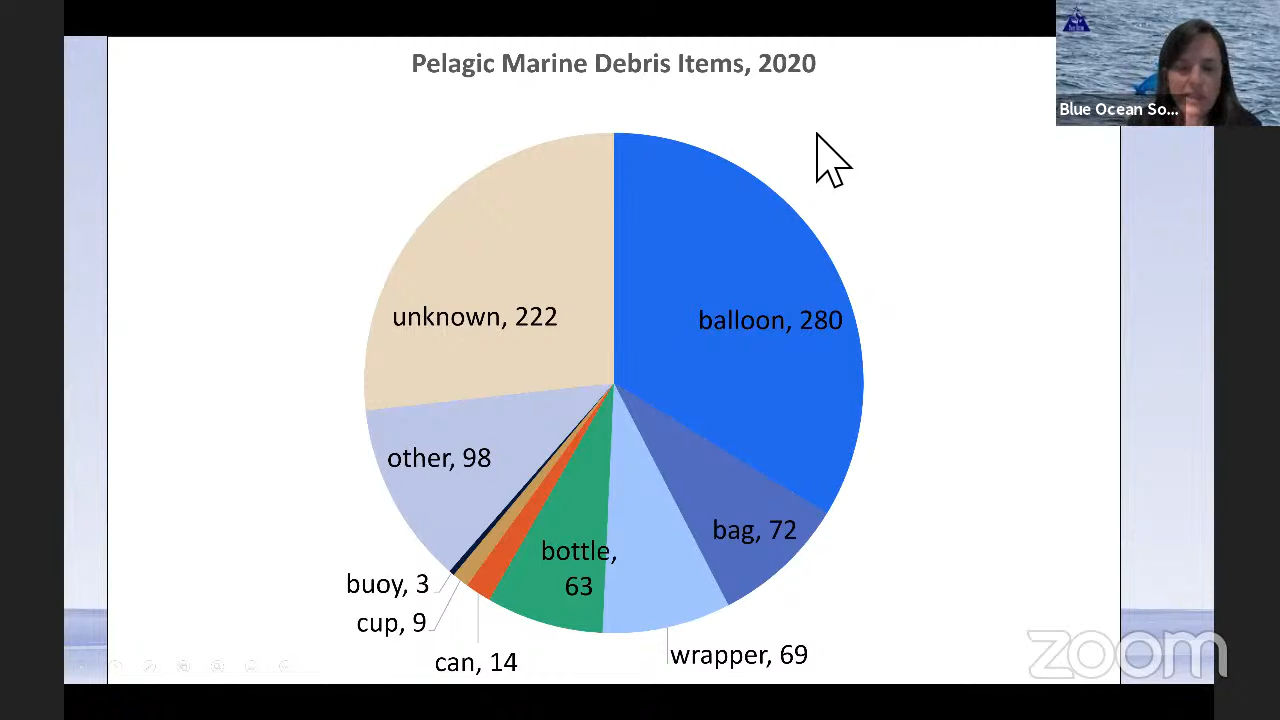 Pelagic Marine Debris Items, 2020
Blue Ocean So...
unknown, 222
balloon, 280
other, 98
bag, 72
bottle,
63
buoy, 3
cup, 9
can, 14
wrapper, 69
zoom